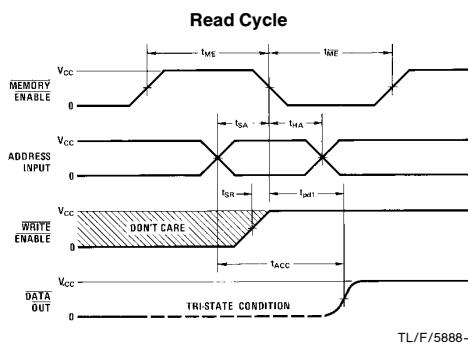 Read Cycle
VCC
tME
tME
MEMORY
ENABLE
0
VCC
tSA
tHA
ADDRESS
INPUT
0
tSR
tpd1
VCC
WRITE
ENABLE
DON'T CARE
0
tACC
VCC
DATA
OUT
TRI-STATE CONDITION
0
TL/F/5888-